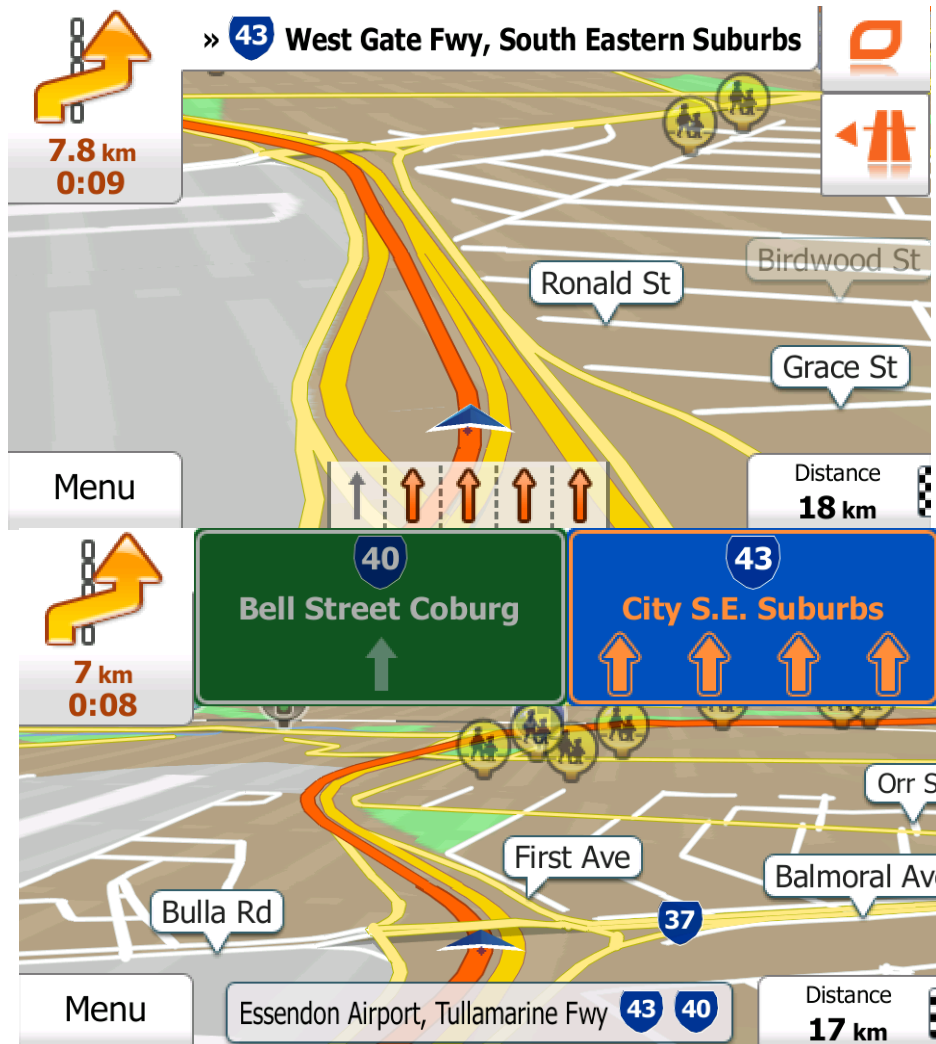 » 43 West Gate Fwy, South Eastern Suburbs
7.8 km
0:09
Birdwood St
Ronald St
Grace St
Menu
Distance
18 km
40
Bell Street Coburg
43
City S.E. Suburbs
7 km
0:08
Orr S
First Ave
Balmoral Ave
Bulla Rd
37
Menu
Essendon Airport, Tullamarine Fwy 43 40
Distance
17 km